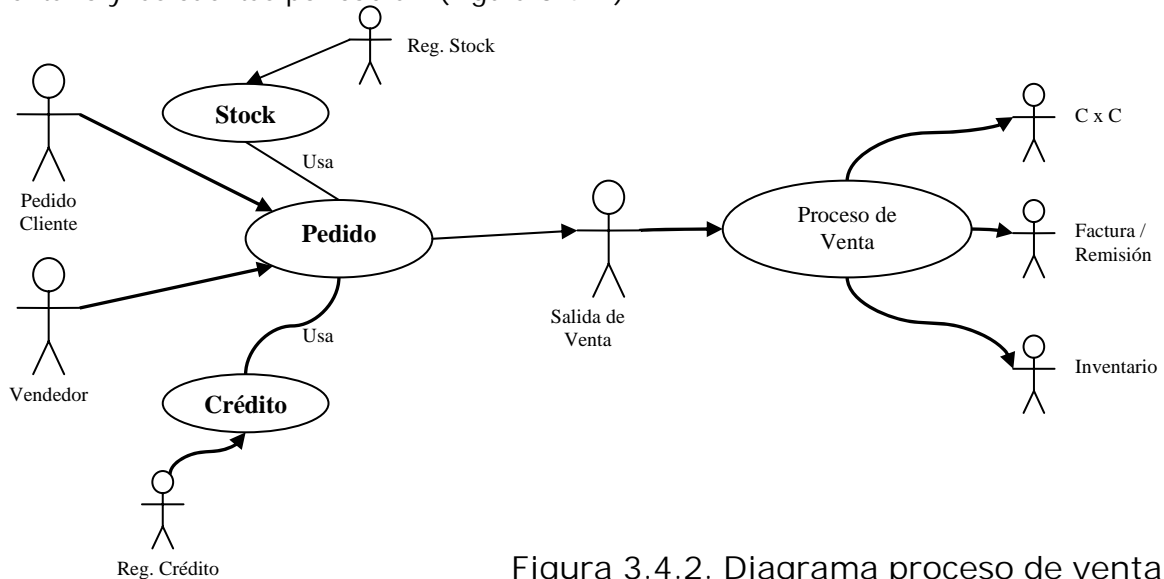 Reg. Stock
Stock
C x C
Usa
Pedido
Cliente
Pedido
Proceso de
Venta
Factura /
Remisión
Salida de
Venta
Usa
Inventario
Vendedor
Crédito
Reg. Crédito
Figura 3.4.2. Diagrama proceso de venta